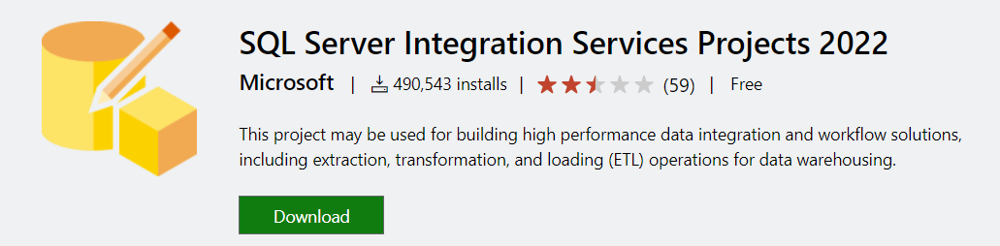 SQL Server Integration Services Projects 2022
Microsoft | 490,543 installs | (59) | Free
This project may be used for building high performance data integration and workflow solutions,
including extraction, transformation, and loading (ETL) operations for data warehousing.
Download